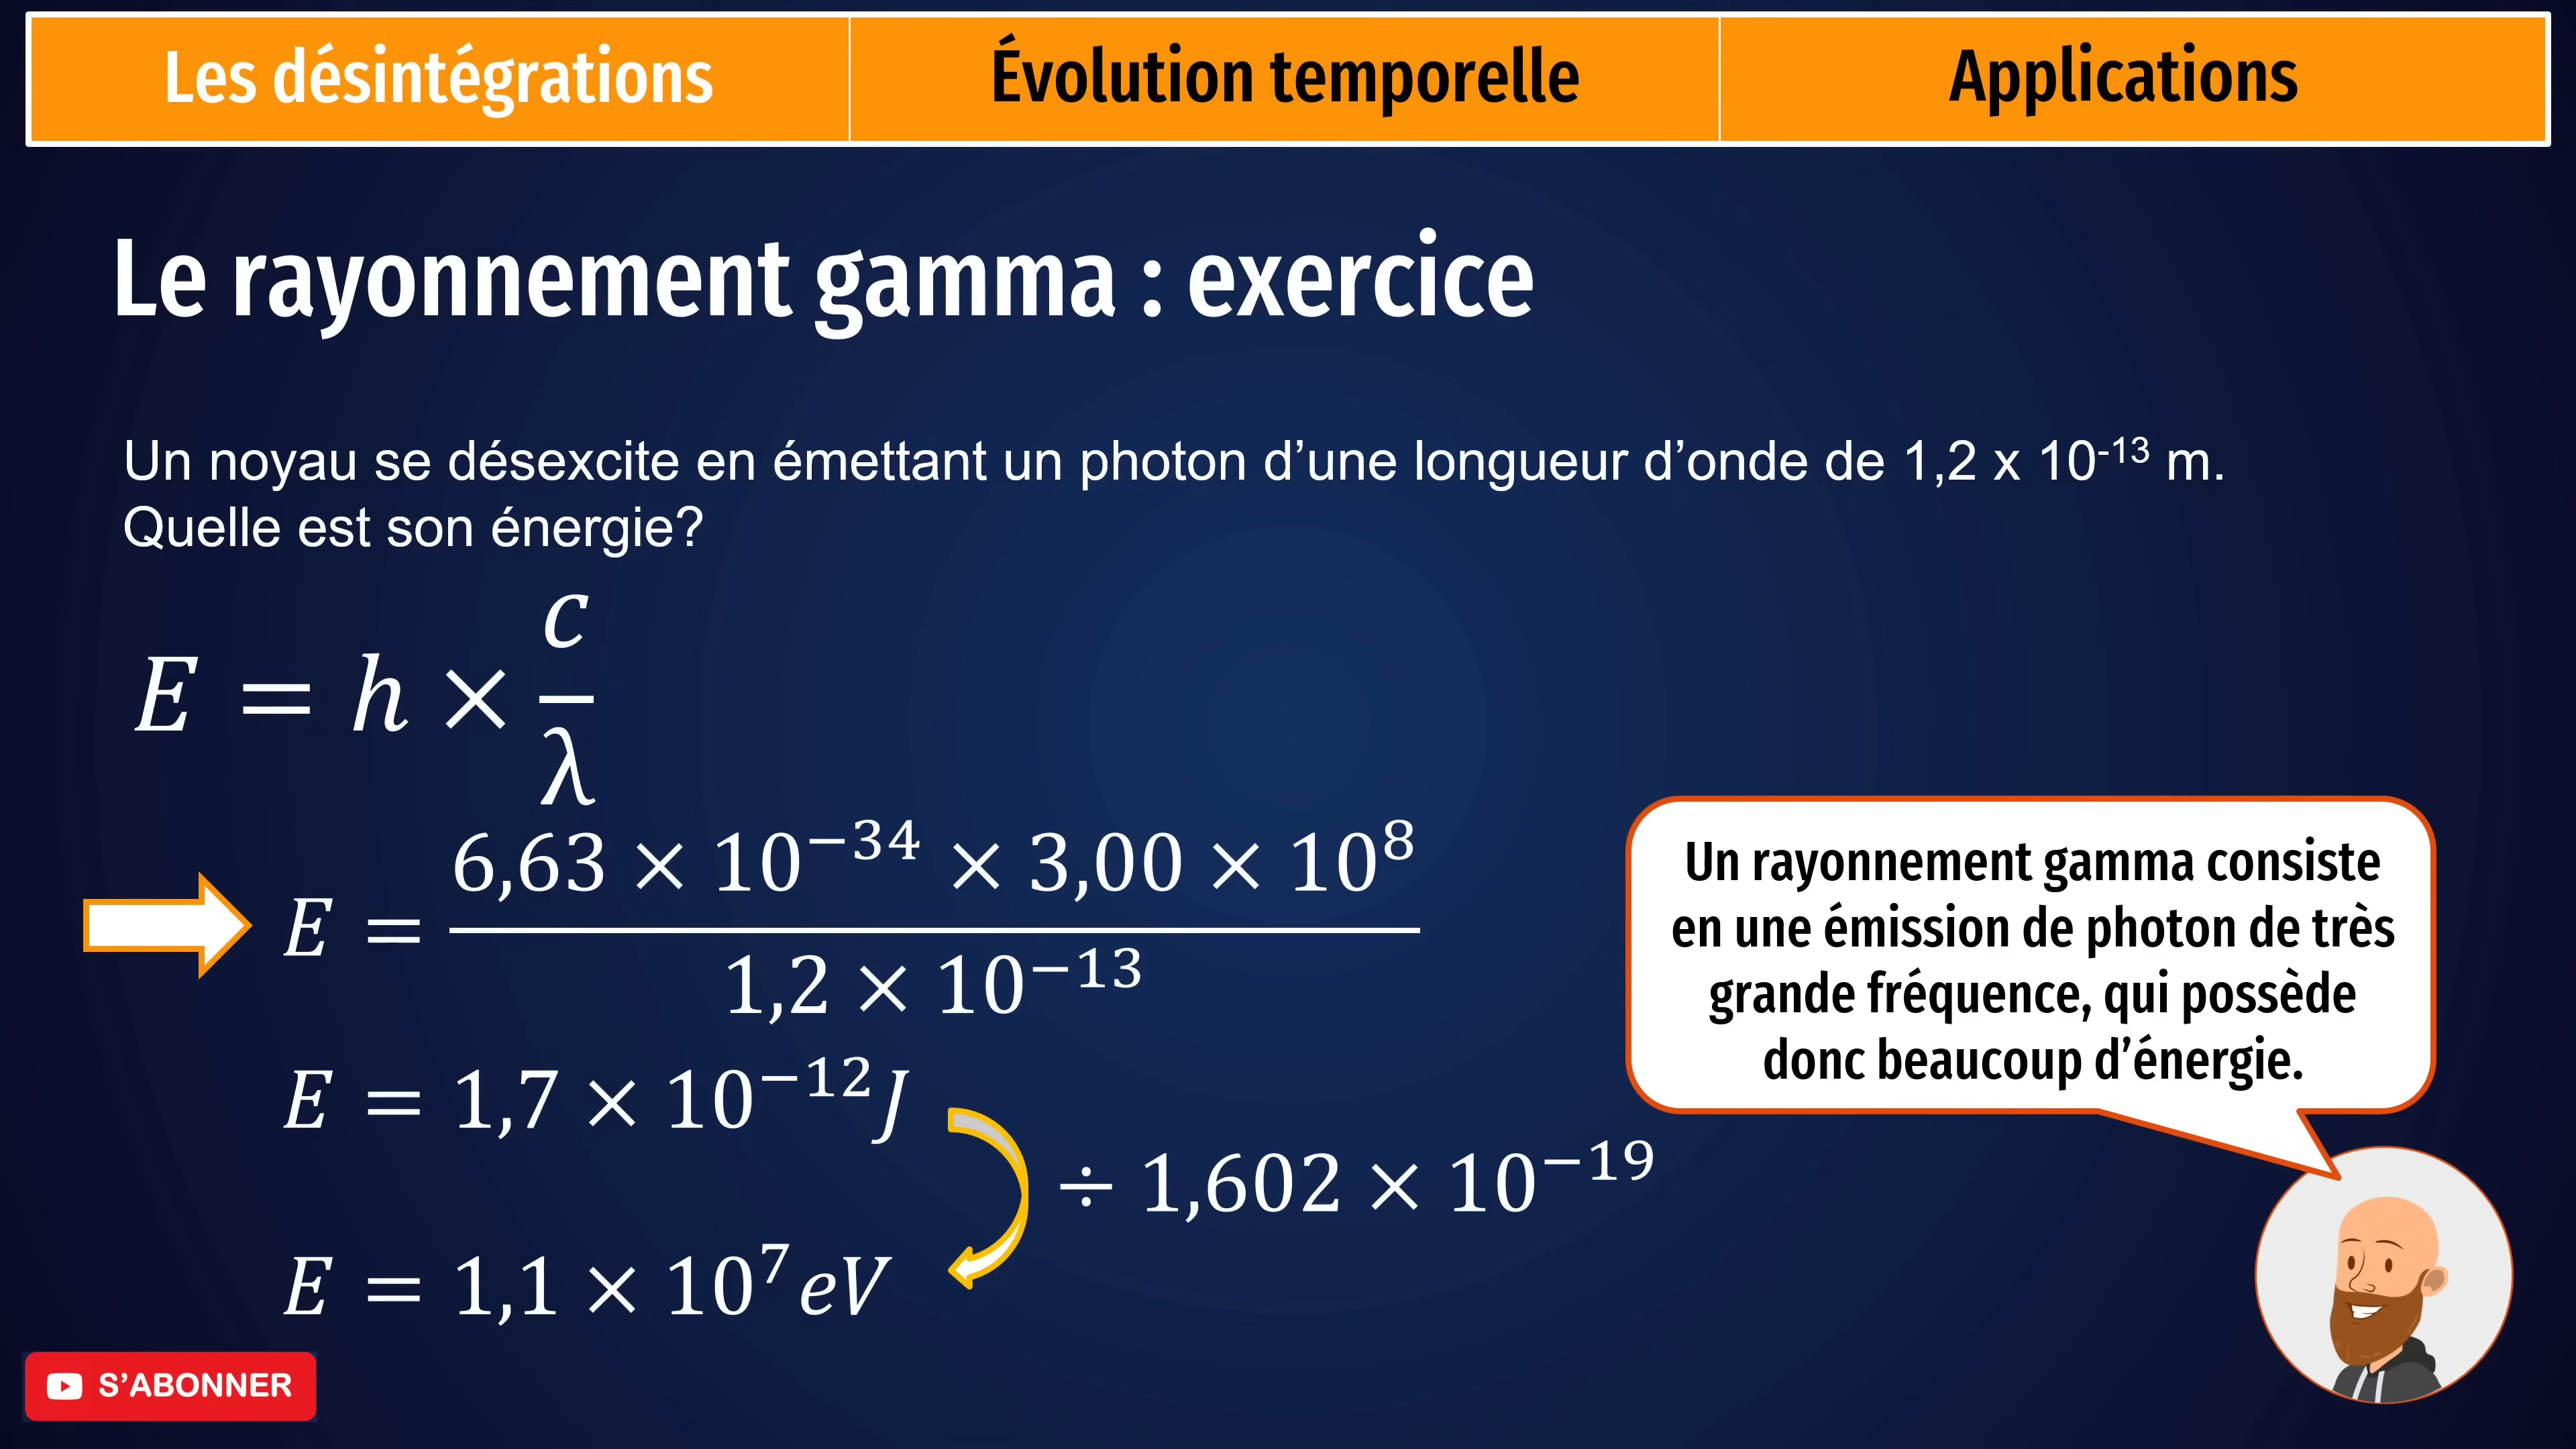 Les désintégrations
Évolution temporelle
Applications
Le rayonnement gamma : exercice
Un noyau se désexcite en émettant un photon d’une longueur d’onde de 1,2 x 10⁻¹³ m.
Quelle est son énergie?
E = h × c/λ
E = (6,63 × 10⁻³⁴ × 3,00 × 10⁸)/(1,2 × 10⁻¹³)
E = 1,7 × 10⁻¹² J
÷ 1,602 × 10⁻¹⁹
E = 1,1 × 10⁷ eV
Un rayonnement gamma consiste
en une émission de photon de très
grande fréquence, qui possède
donc beaucoup d’énergie.
S’ABONNER